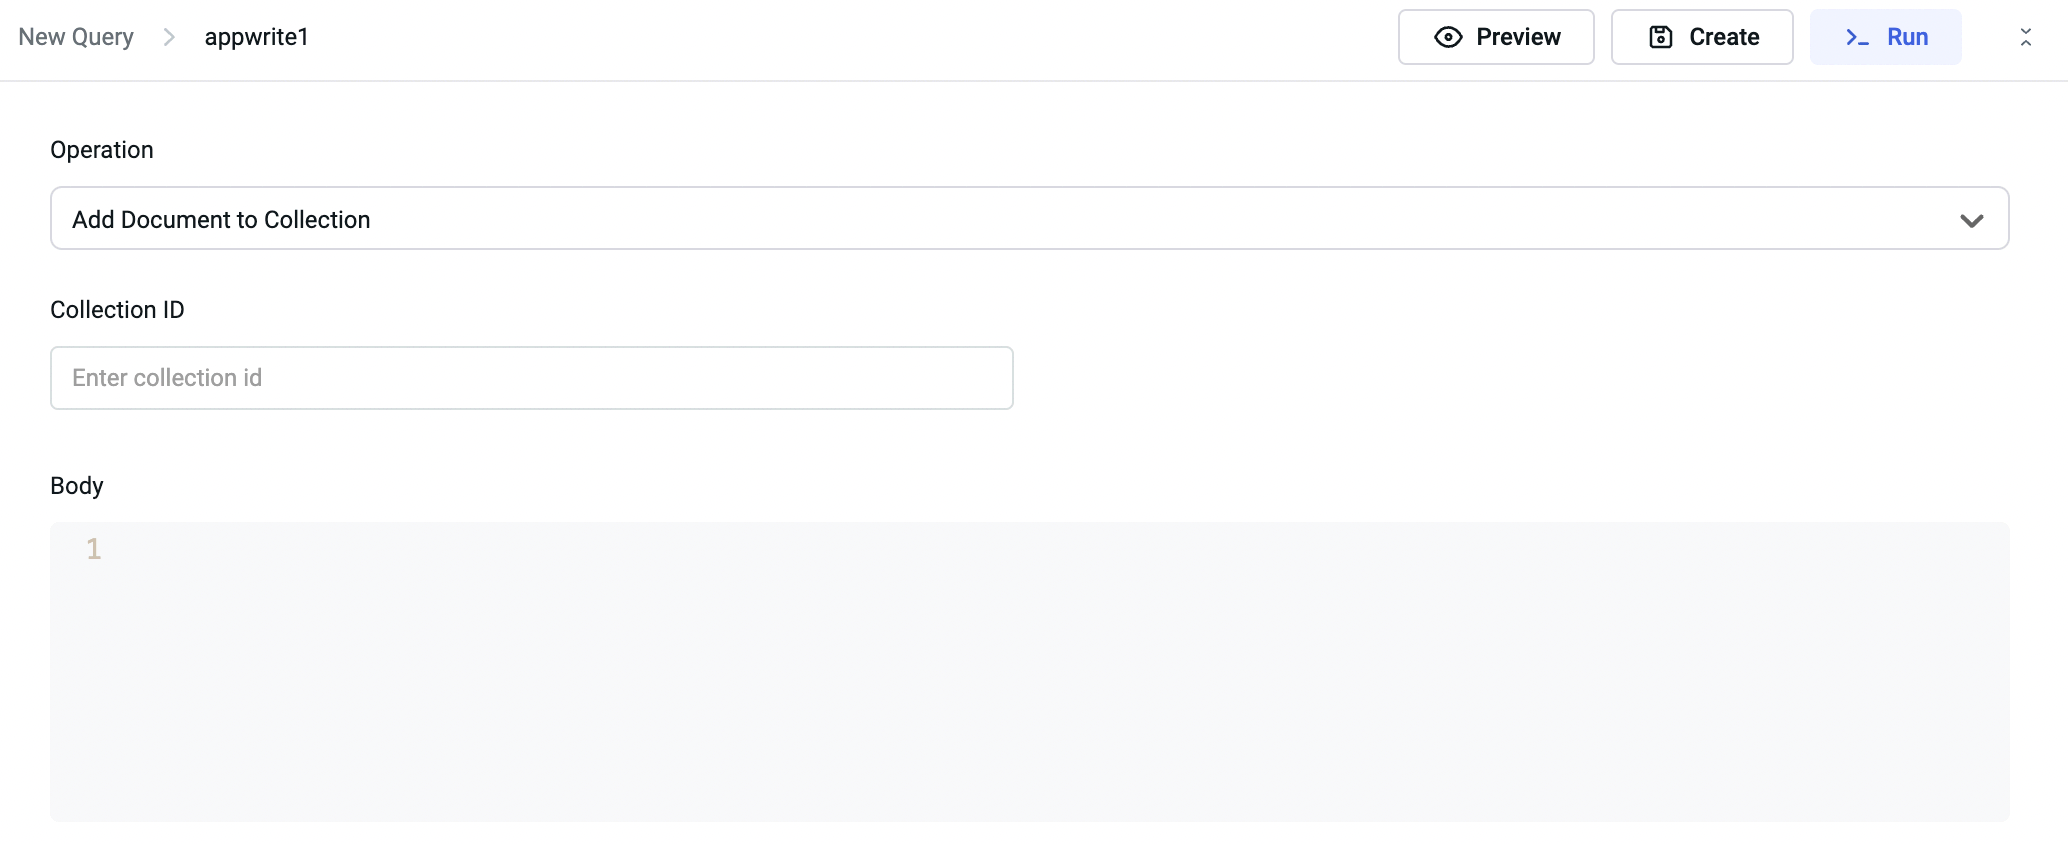 New Query > appwrite1 Preview Create >_ Run
Operation
Add Document to Collection
Collection ID
Enter collection id
Body
1